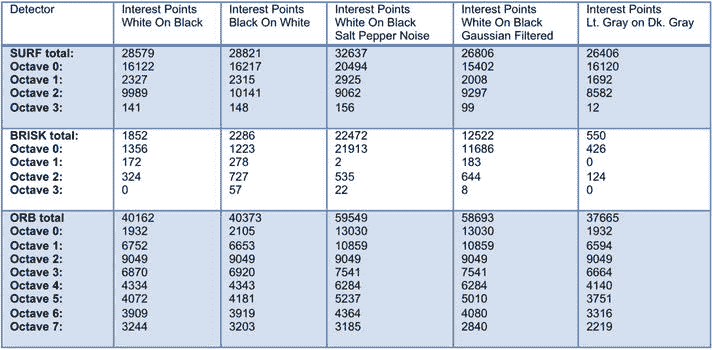 Detector Interest Points White On Black Interest Points Black On White Interest Points White On Black Salt Pepper Noise Interest Points White On Black Gaussian Filtered Interest Points Lt. Gray on Dk. Gray
SURF total: 28579 28821 32637 26806 26406
Octave 0: 16122 16217 20494 15402 16120
Octave 1: 2327 2315 2925 2008 1692
Octave 2: 9989 10141 9062 9297 8582
Octave 3: 141 148 156 99 12
BRISK total: 1852 2286 22472 12522 550
Octave 0: 1356 1223 21913 11686 426
Octave 1: 172 278 2 183 0
Octave 2: 324 727 535 644 124
Octave 3: 0 57 22 8 0
ORB total 40162 40373 59549 58693 37665
Octave 0: 1932 2105 13030 13030 1932
Octave 1: 6752 6653 10859 10859 6594
Octave 2: 9049 9049 9049 9049 9049
Octave 3: 6870 6920 7541 7541 6664
Octave 4: 4334 4343 6284 6284 4140
Octave 5: 4072 4181 5237 5010 3751
Octave 6: 3909 3919 4364 4080 3316
Octave 7: 3244 3203 3185 2840 2219